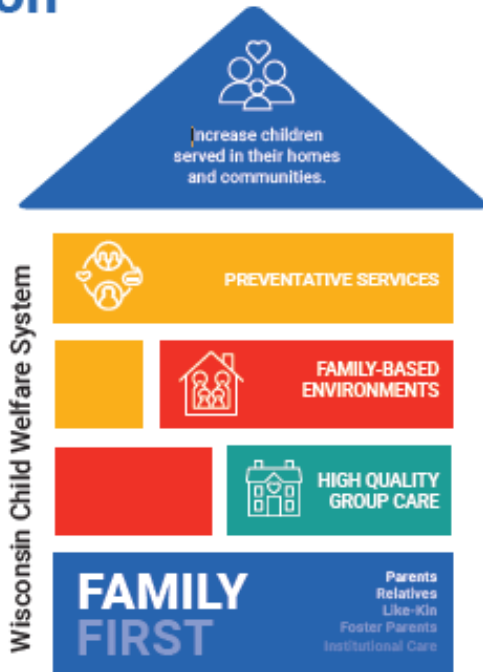 Increase children
served in their homes
and communities.
PREVENTATIVE SERVICES
FAMILY-BASED
ENVIRONMENTS
HIGH QUALITY
GROUP CARE
Wisconsin Child Welfare System
FAMILY
FIRST
Parents
Relatives
Like-Kin
Foster Parents
Institutional Care